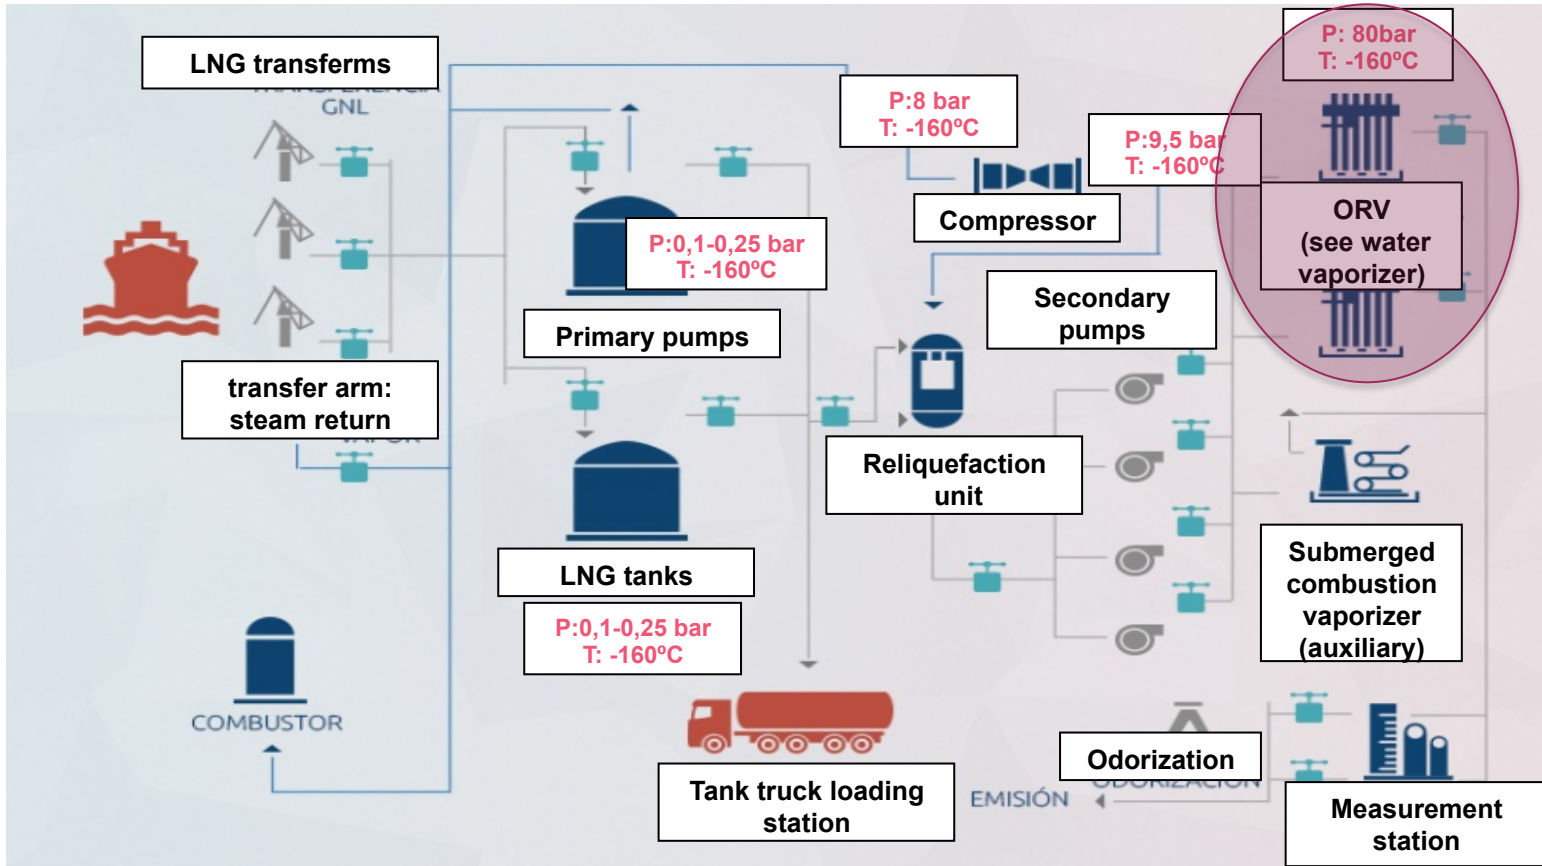 LNG transferms
GNL
P: 80bar
T: -160ºC
P:8 bar
T: -160ºC
P:9,5 bar
T: -160ºC
Compressor
ORV
(see water
vaporizer)
P:0,1-0,25 bar
T: -160ºC
Secondary
pumps
Primary pumps
transfer arm:
steam return
VAPOR
Reliquefaction
unit
LNG tanks
P:0,1-0,25 bar
T: -160ºC
Submerged
combustion
vaporizer
(auxiliary)
COMBUSTOR
Odorization
ODORIZACIÓN
EMISIÓN
Tank truck loading
station
Measurement
station